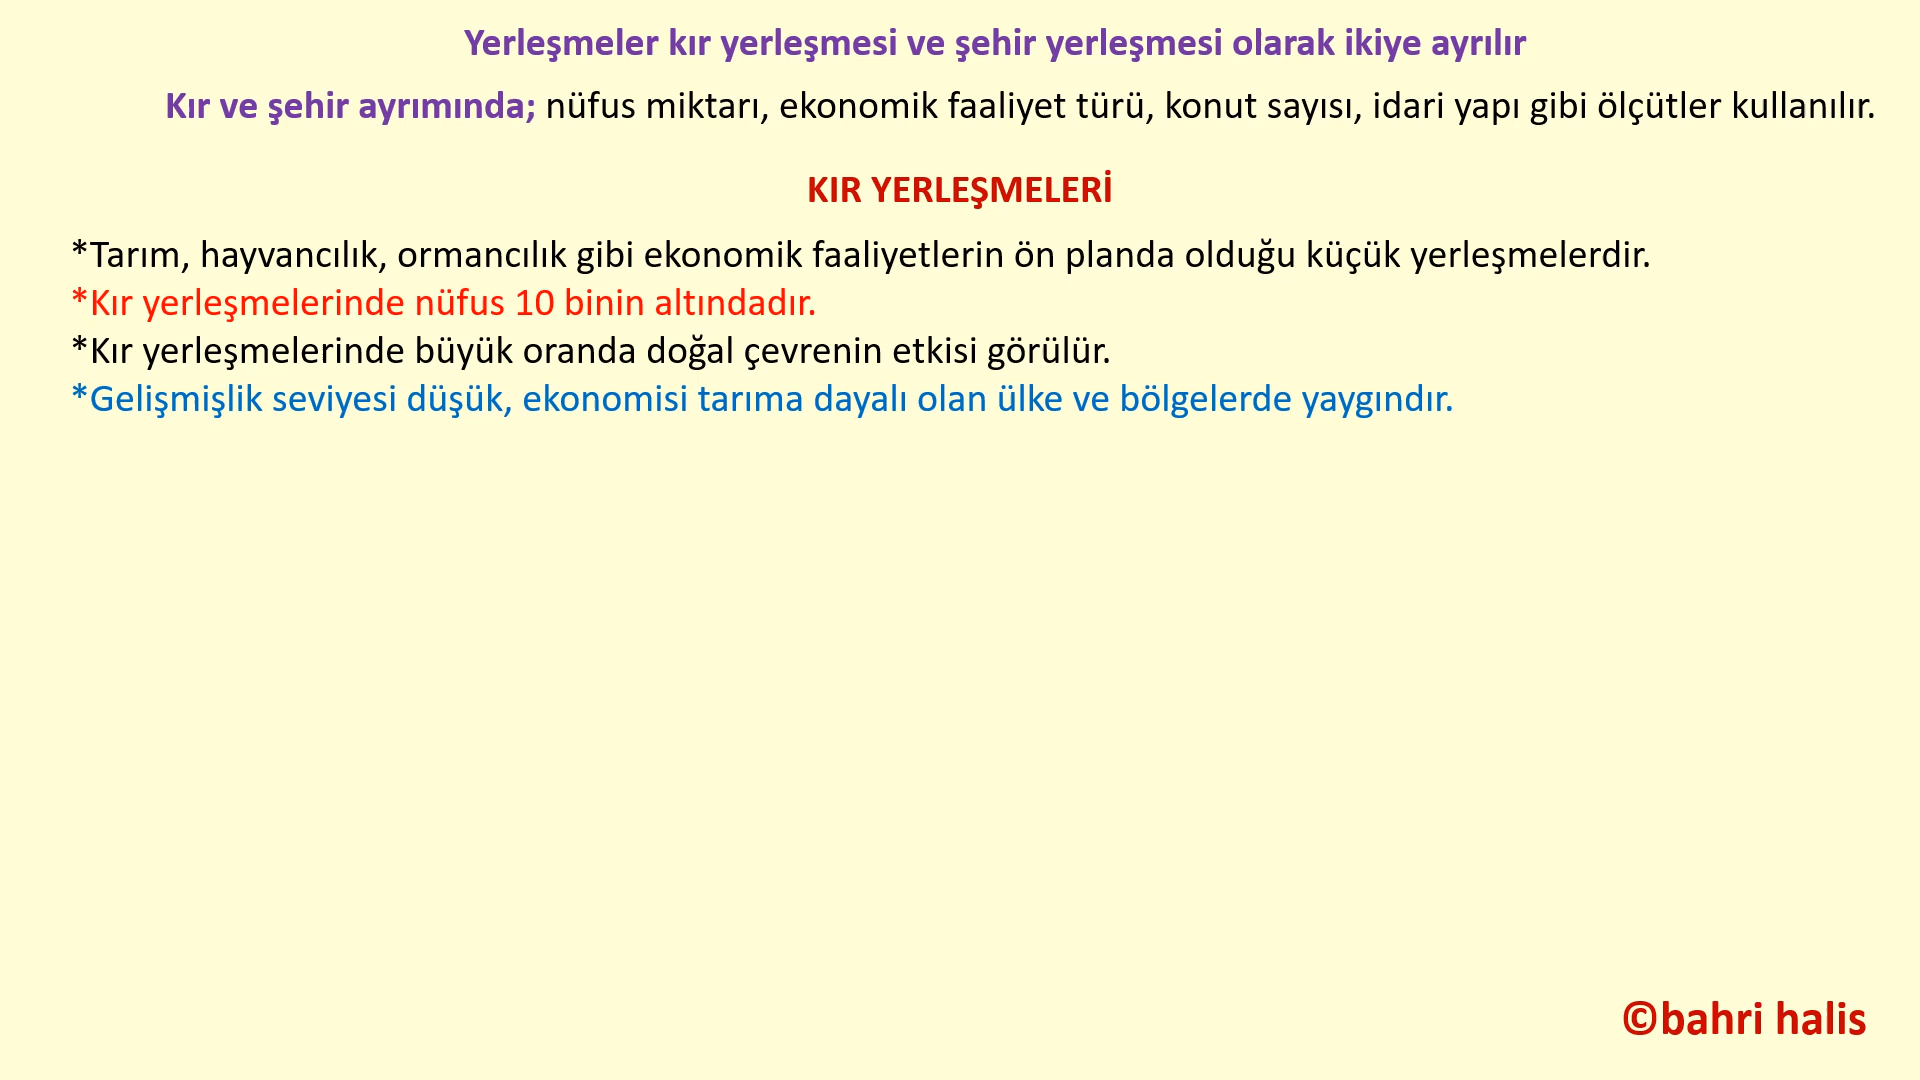 Yerleşmeler kır yerleşmesi ve şehir yerleşmesi olarak ikiye ayrılır
Kır ve şehir ayrımında; nüfus miktarı, ekonomik faaliyet türü, konut sayısı, idari yapı gibi ölçütler kullanılır.
KIR YERLEŞMELERİ
*Tarım, hayvancılık, ormancılık gibi ekonomik faaliyetlerin ön planda olduğu küçük yerleşmelerdir.
*Kır yerleşmelerinde nüfus 10 binin altındadır.
*Kır yerleşmelerinde büyük oranda doğal çevrenin etkisi görülür.
*Gelişmişlik seviyesi düşük, ekonomisi tarıma dayalı olan ülke ve bölgelerde yaygındır.
©bahri halis